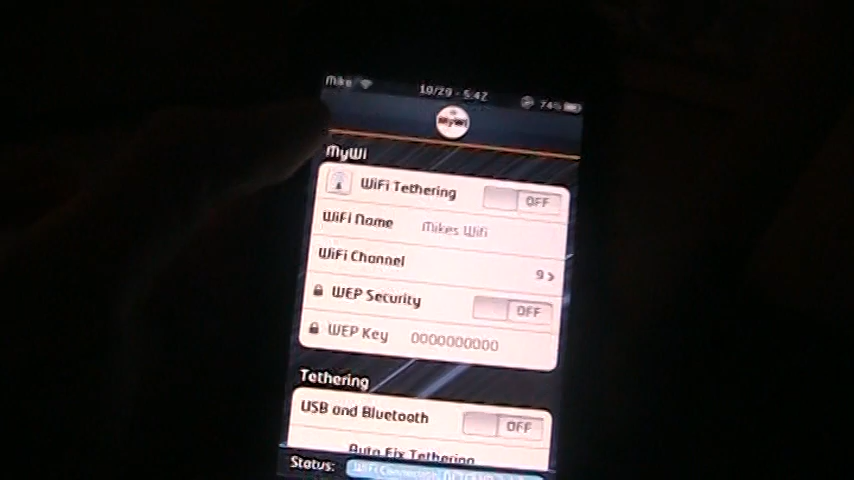 Mike 10/29 - 5:42 74%
MyWi
MyWi
WiFi Tethering OFF
WiFi Name Mikes Wifi
WiFi Channel 9
WEP Security OFF
WEP Key 0000000000
Tethering
USB and Bluetooth OFF
Auto Fix Tethering
Status: WiFi